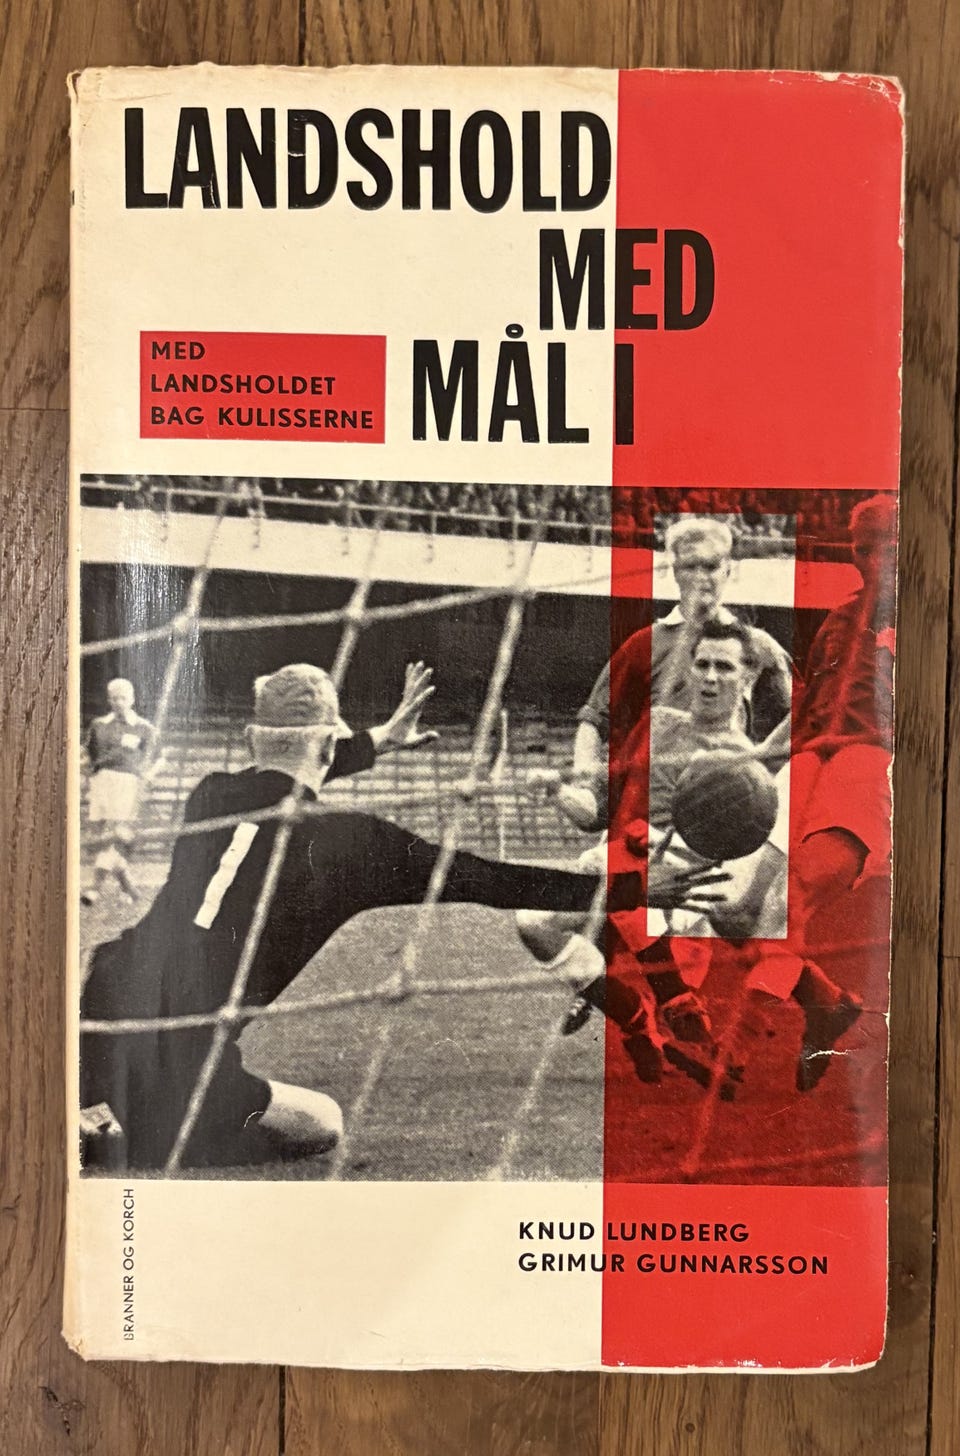 LANDSHOLD
MED
MÅL I
MED
LANDSHOLDET
BAG KULISSERNE
1
KNUD LUNDBERG
GRIMUR GUNNARSSON
BRANNER OG KORCH